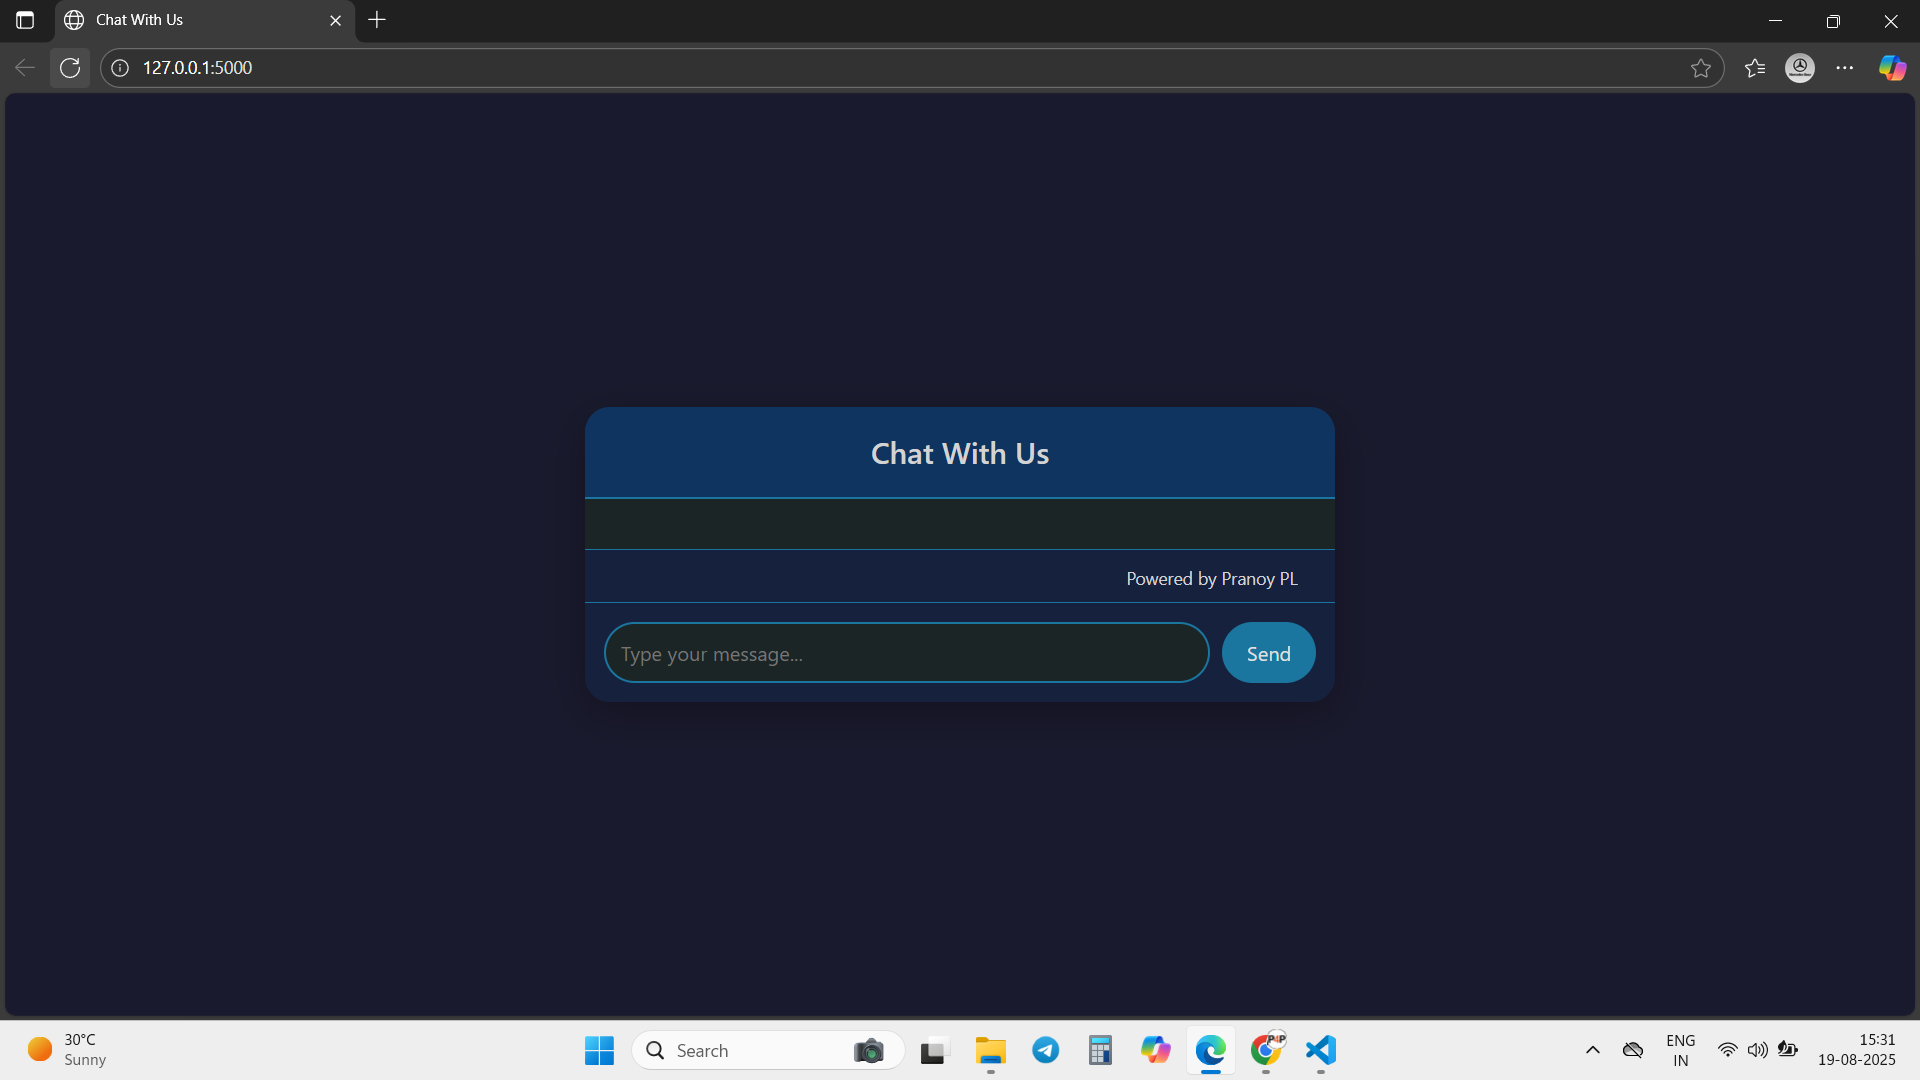 Chat With Us
127.0.0.1:5000
Chat With Us
Powered by Pranoy PL
Type your message...
Send
30°C
Sunny
Search
P4P
ENG
IN
15:31
19-08-2025